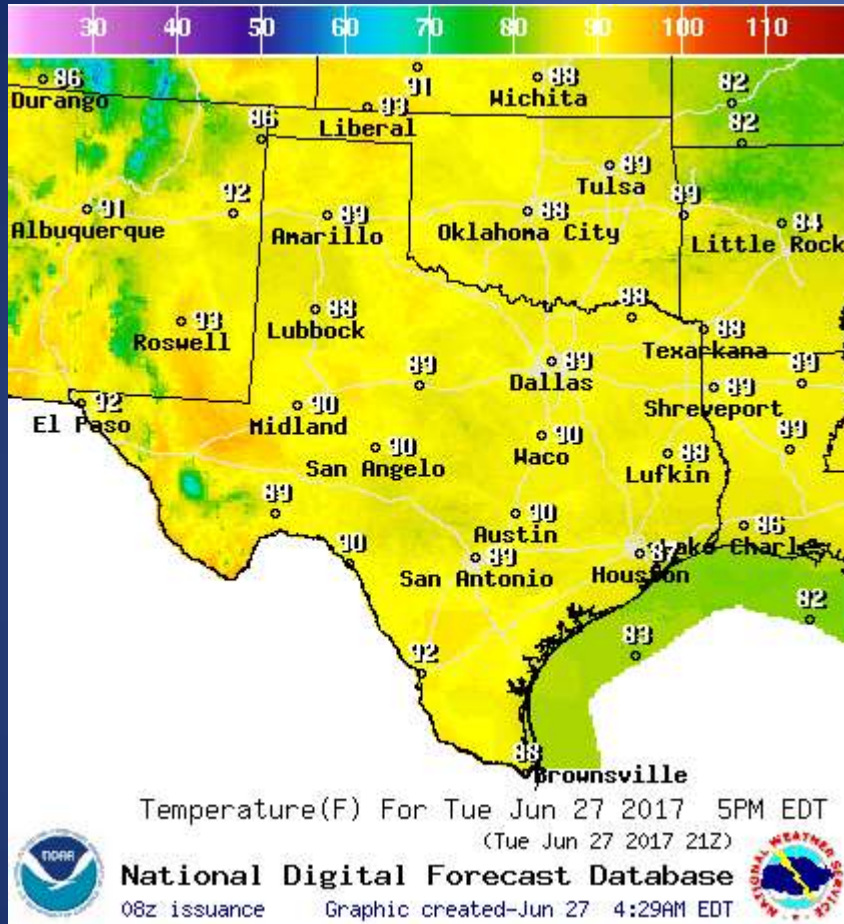 30 40 50 60 70 80 90 100 110
86 91 88
Durango Wichita 82
93
Liberal
86 82
89
Tulsa
91 92 89 88 89 84
Albuquerque Amarillo Oklahoma City Little Rock
93 88 88 88
Roswell Lubbock Texarkana
89 89 89 89
Dallas Shreveport
92 90
El Paso Midland
90 90 88 89
San Angelo Waco Lufkin
89 90 86
Austin Lake Charles
90 89 87
San Antonio Houston
82
92 83
88
Brownsville
Temperature(F) For Tue Jun 27 2017 5PM EDT
(Tue Jun 27 2017 21Z)
NOAA
National Digital Forecast Database
08z issuance Graphic created-Jun 27 4:29AM EDT
NATIONAL WEATHER SERVICE